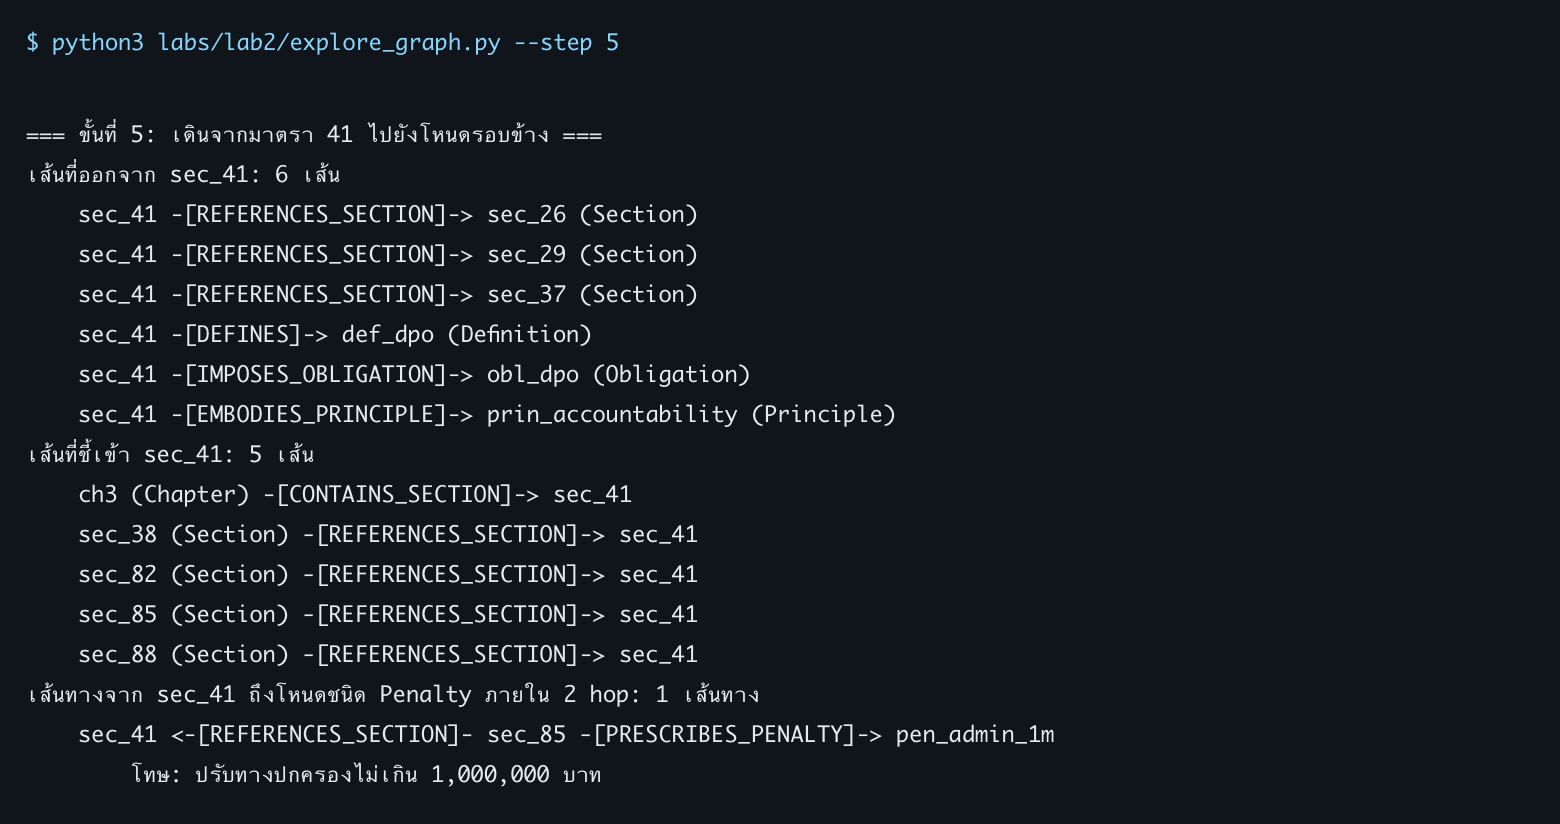 $ python3 labs/lab2/explore_graph.py --step 5
=== ขั้นที่ 5: เดินจากมาตรา 41 ไปยังโหนดรอบข้าง ===
เส้นที่ออกจาก sec_41: 6 เส้น
sec_41 -[REFERENCES_SECTION]-> sec_26 (Section)
sec_41 -[REFERENCES_SECTION]-> sec_29 (Section)
sec_41 -[REFERENCES_SECTION]-> sec_37 (Section)
sec_41 -[DEFINES]-> def_dpo (Definition)
sec_41 -[IMPOSES_OBLIGATION]-> obl_dpo (Obligation)
sec_41 -[EMBODIES_PRINCIPLE]-> prin_accountability (Principle)
เส้นที่ชี้เข้า sec_41: 5 เส้น
ch3 (Chapter) -[CONTAINS_SECTION]-> sec_41
sec_38 (Section) -[REFERENCES_SECTION]-> sec_41
sec_82 (Section) -[REFERENCES_SECTION]-> sec_41
sec_85 (Section) -[REFERENCES_SECTION]-> sec_41
sec_88 (Section) -[REFERENCES_SECTION]-> sec_41
เส้นทางจาก sec_41 ถึงโหนดชนิด Penalty ภายใน 2 hop: 1 เส้นทาง
sec_41 <-[REFERENCES_SECTION]- sec_85 -[PRESCRIBES_PENALTY]-> pen_admin_1m
โทษ: ปรับทางปกครองไม่เกิน 1,000,000 บาท